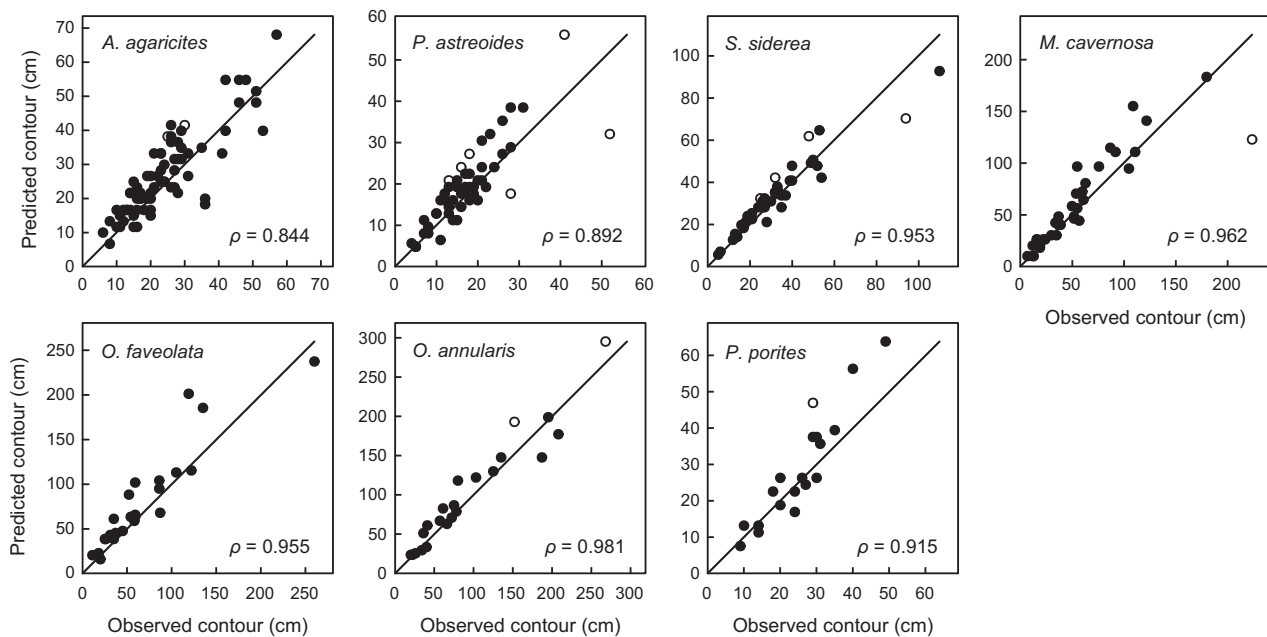 A. agaricites
Predicted contour (cm)
70
60
50
40
30
20
10
0
ρ = 0.844
0 10 20 30 40 50 60 70
P. astreoides
60
50
40
30
20
10
0
ρ = 0.892
0 10 20 30 40 50 60
S. siderea
100
80
60
40
20
0
ρ = 0.953
0 20 40 60 80 100
M. cavernosa
200
150
100
50
0
ρ = 0.962
0 50 100 150 200
Observed contour (cm)
O. faveolata
Predicted contour (cm)
250
200
150
100
50
0
ρ = 0.955
0 50 100 150 200 250
Observed contour (cm)
O. annularis
300
250
200
150
100
50
0
ρ = 0.981
0 50 100 150 200 250 300
Observed contour (cm)
P. porites
60
50
40
30
20
10
0
ρ = 0.915
0 10 20 30 40 50 60
Observed contour (cm)